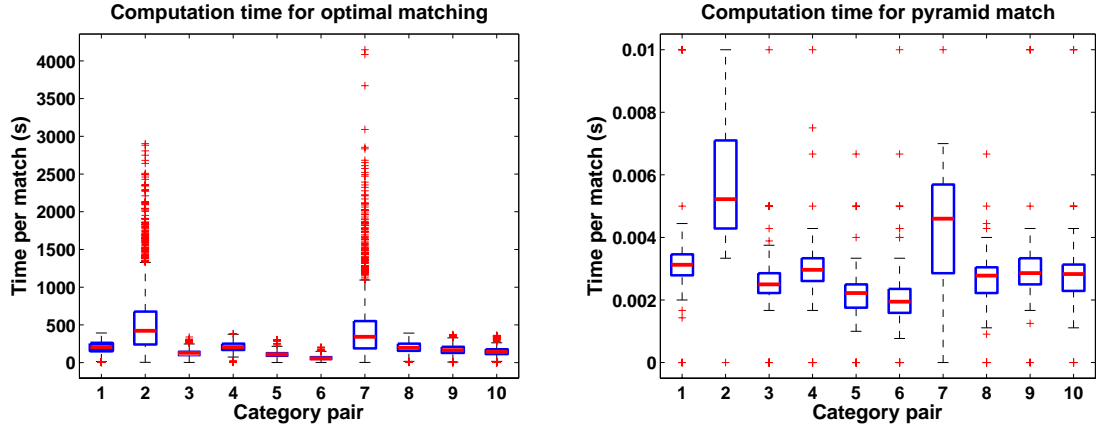 Computation time for optimal matching
Time per match (s)
4000
3500
3000
2500
2000
1500
1000
500
0
1 2 3 4 5 6 7 8 9 10
Category pair
Computation time for pyramid match
Time per match (s)
0.01
0.008
0.006
0.004
0.002
0
1 2 3 4 5 6 7 8 9 10
Category pair